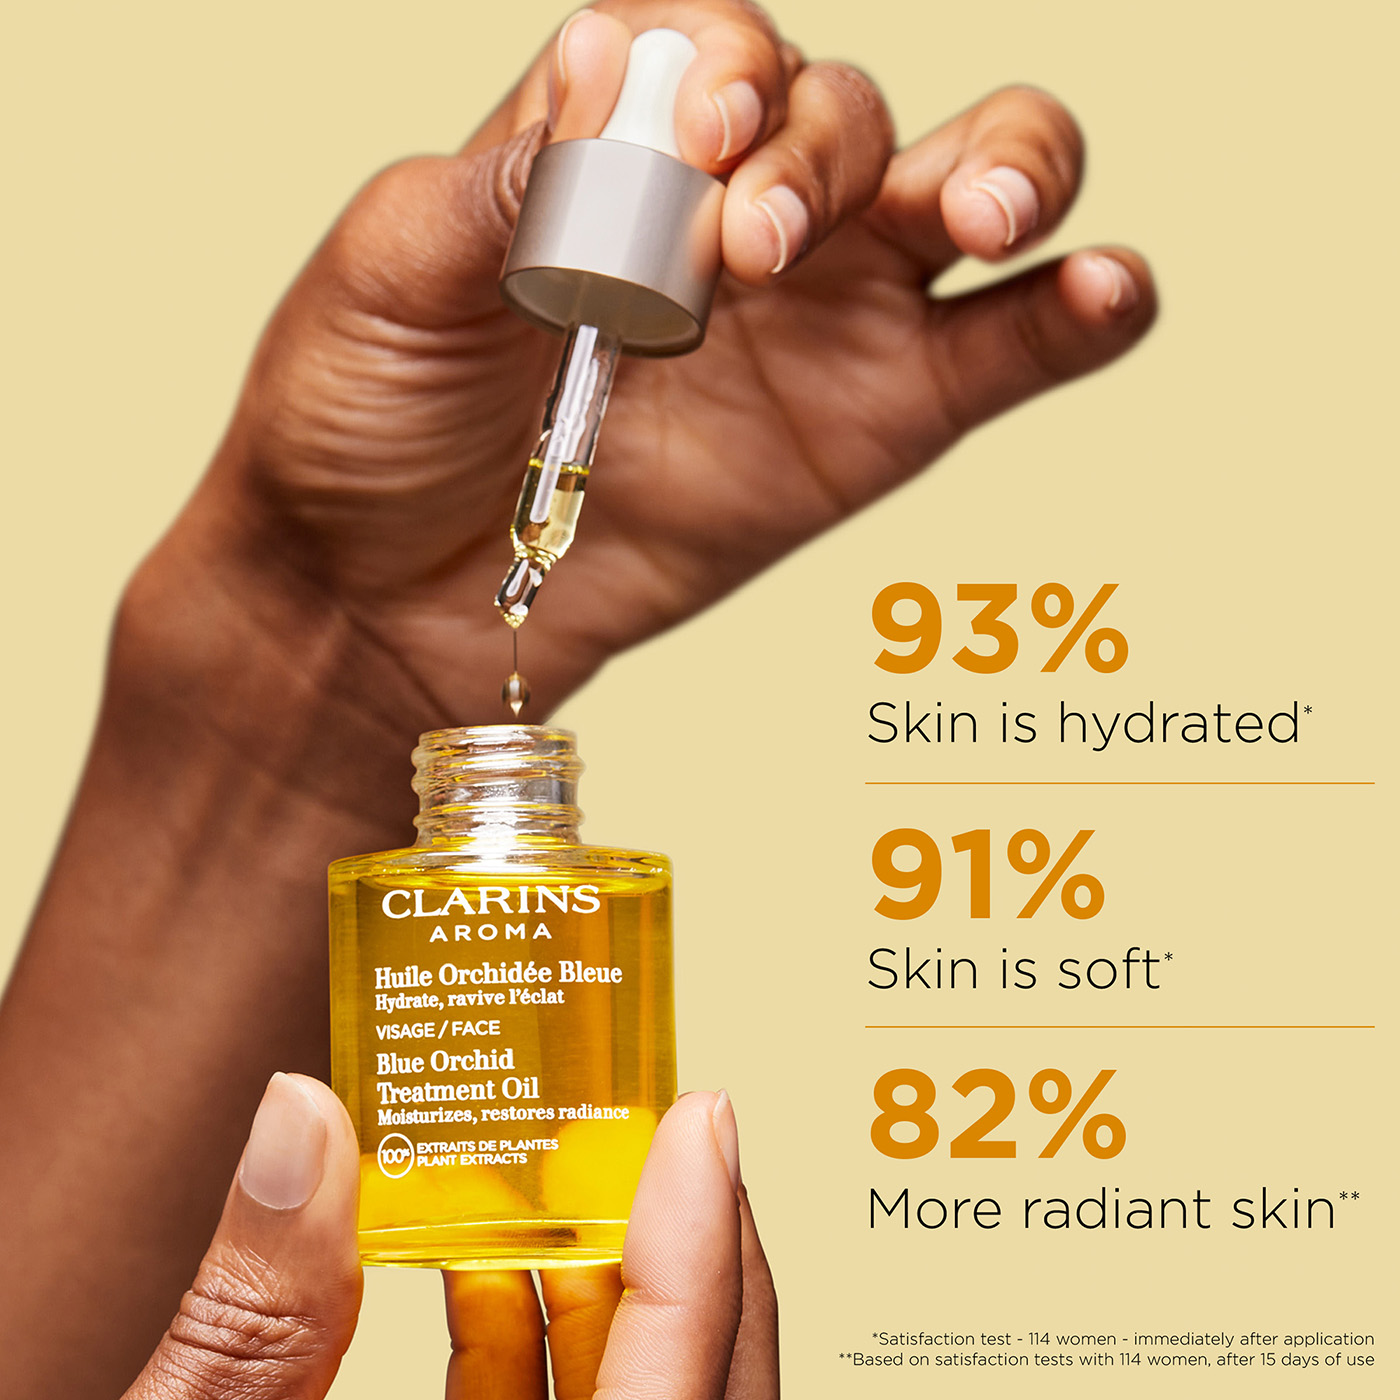 CLARINS
AROMA
Huile Orchidée Bleue
Hydrate, ravive l'éclat
VISAGE / FACE
Blue Orchid
Treatment Oil
Moisturizes, restores radiance
100%
EXTRAITS DE PLANTES
PLANT EXTRACTS
93%
Skin is hydrated*
91%
Skin is soft*
82%
More radiant skin**
*Satisfaction test - 114 women - immediately after application
**Based on satisfaction tests with 114 women, after 15 days of use